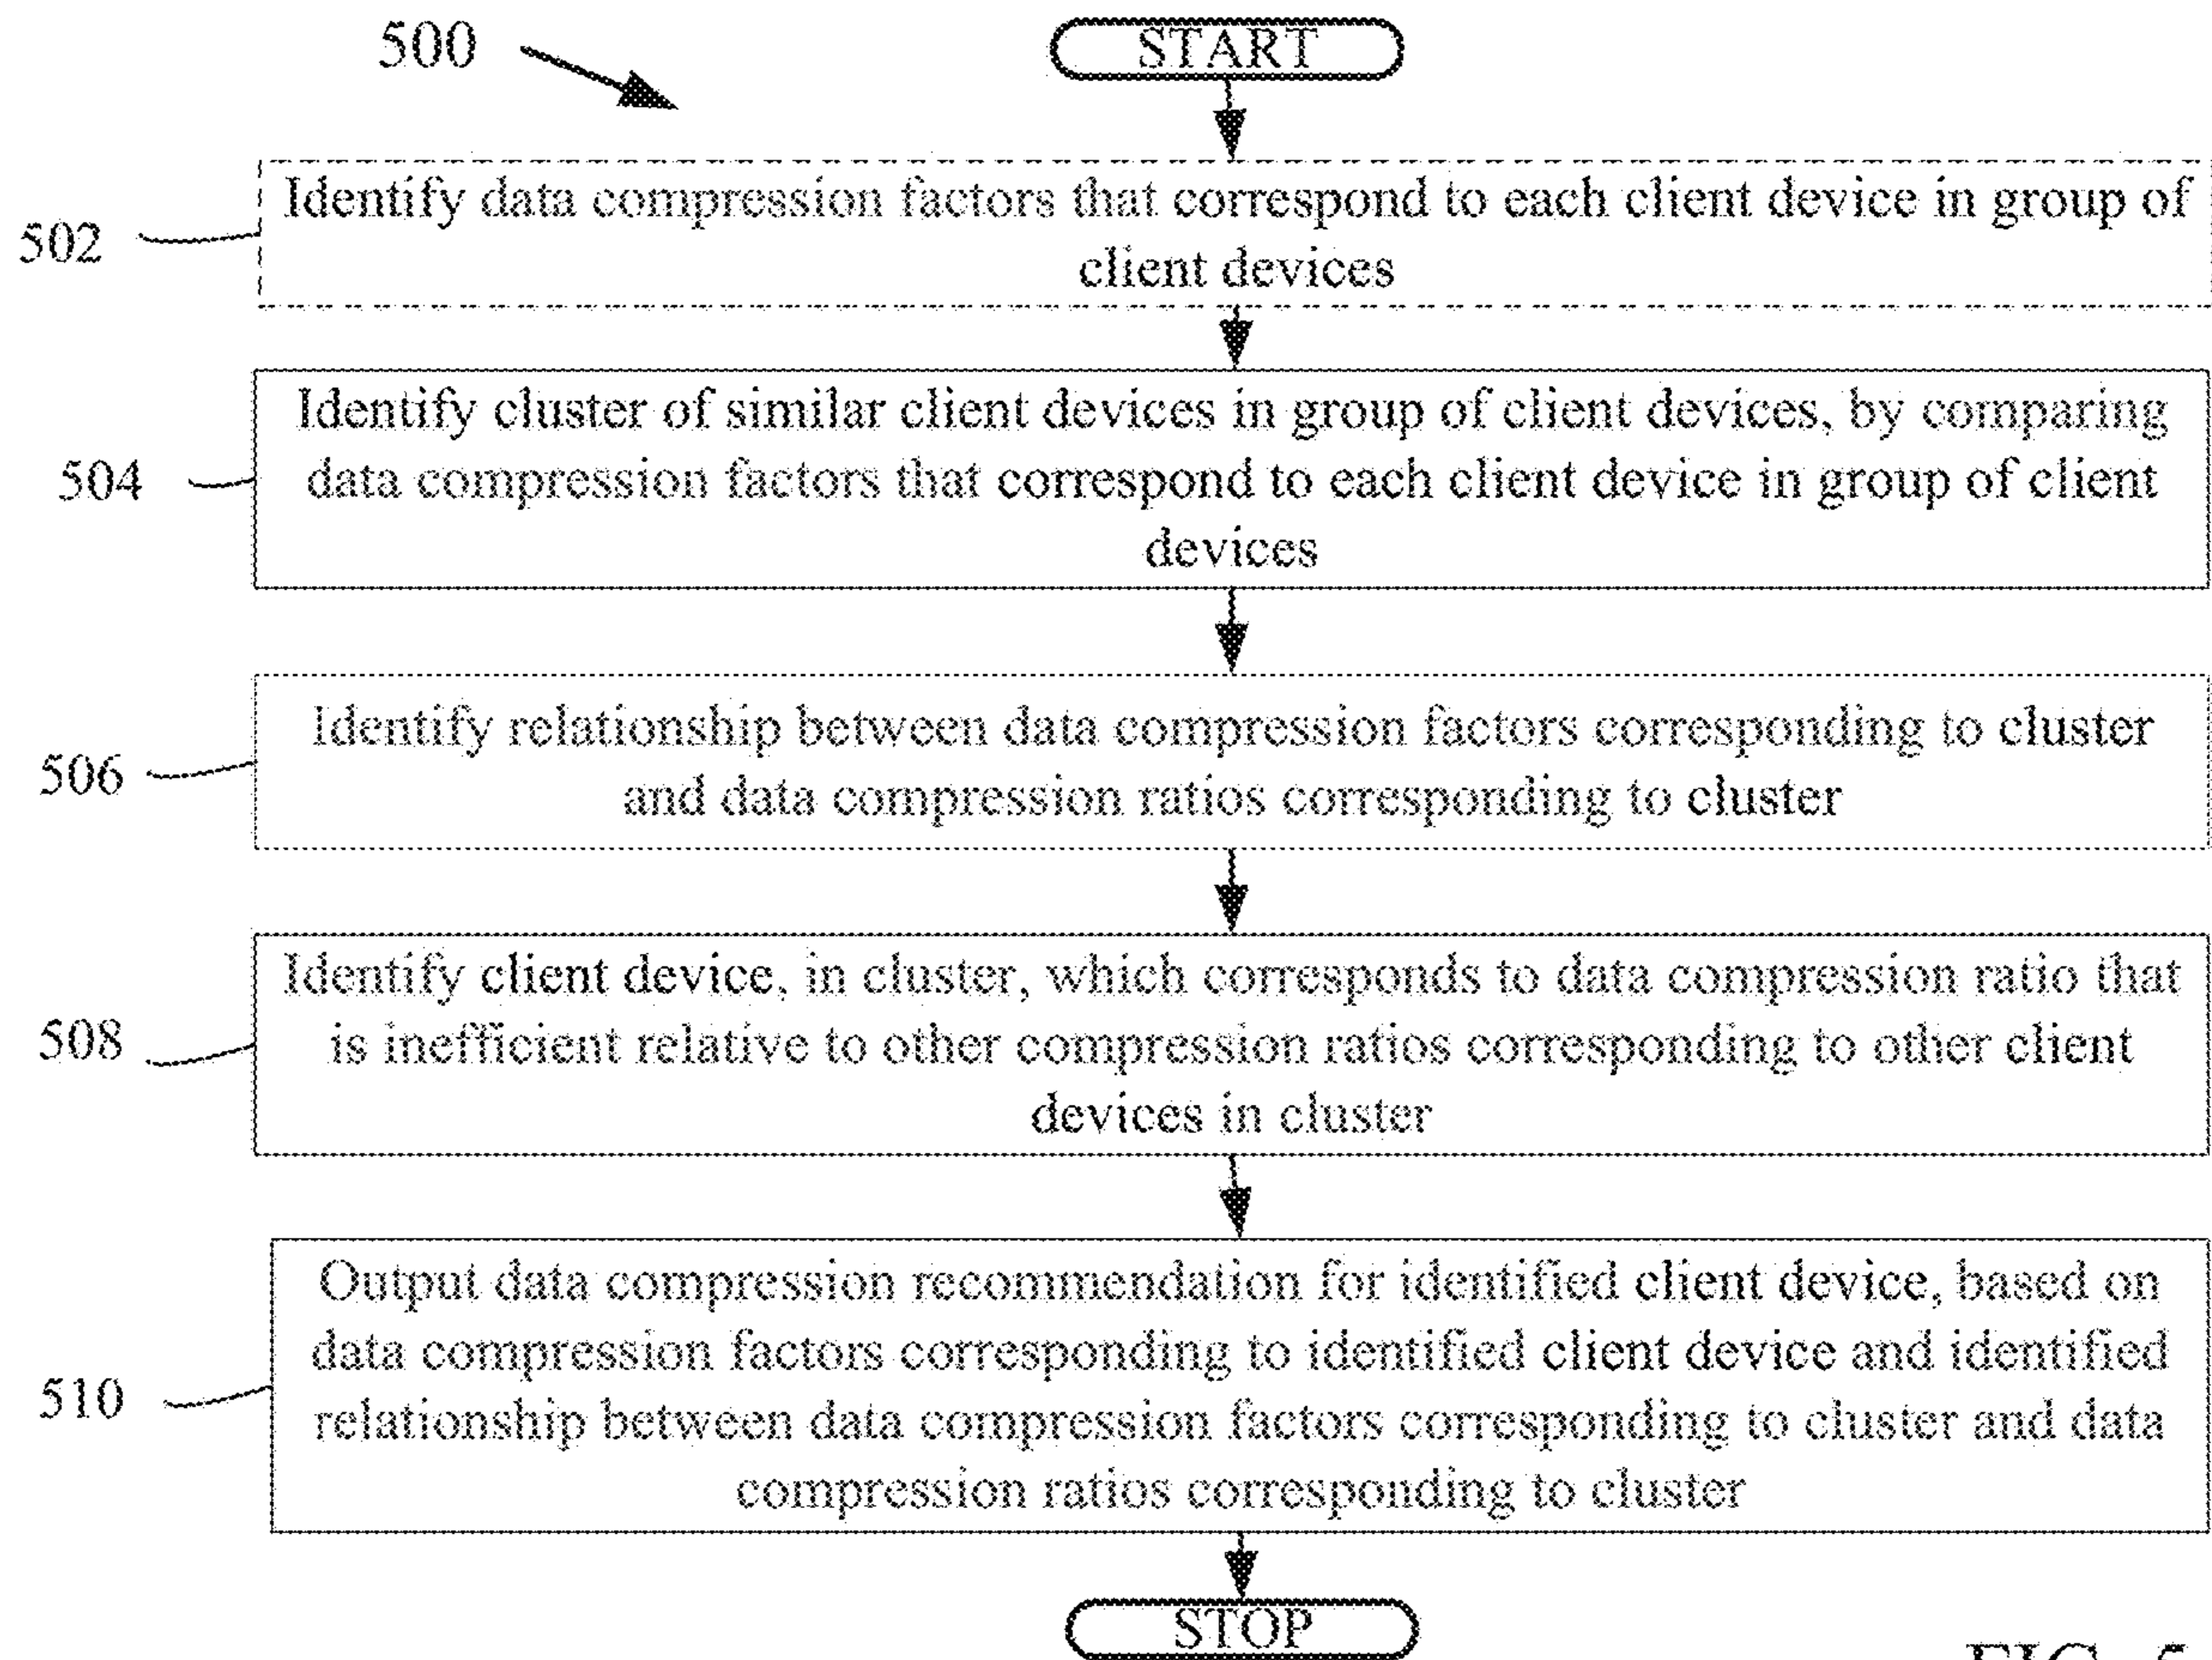 500
START
502
Identify data compression factors that correspond to each client device in group of
client devices
504
Identify cluster of similar client devices in group of client devices, by comparing
data compression factors that correspond to each client device in group of client
devices
506
Identify relationship between data compression factors corresponding to cluster
and data compression ratios corresponding to cluster
508
Identify client device, in cluster, which corresponds to data compression ratio that
is inefficient relative to other compression ratios corresponding to other client
devices in cluster
510
Output data compression recommendation for identified client device, based on
data compression factors corresponding to identified client device and identified
relationship between data compression factors corresponding to cluster and data
compression ratios corresponding to cluster
STOP
FIG. 5